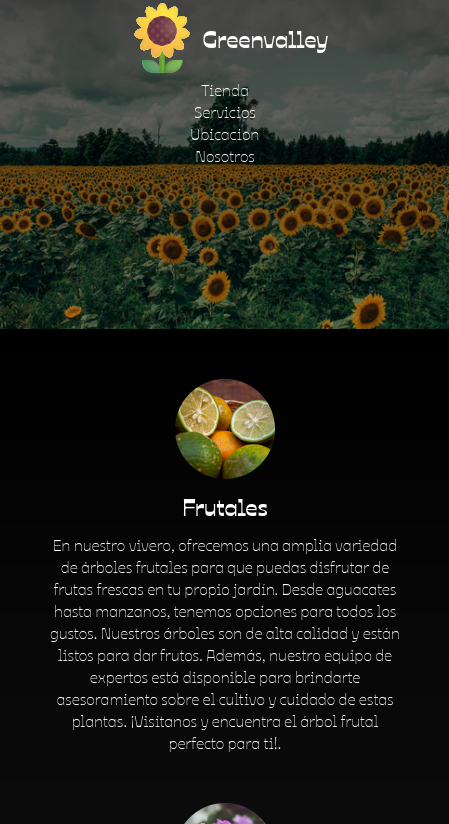 Greenvalley
Tienda
Servicios
Ubicacion
Nosotros
Frutales
En nuestro vivero, ofrecemos una amplia variedad
de árboles frutales para que puedas disfrutar de
frutas frescas en tu propio jardín. Desde aguacates
hasta manzanos, tenemos opciones para todos los
gustos. Nuestros árboles son de alta calidad y están
listos para dar frutos. Además, nuestro equipo de
expertos está disponible para brindarte
asesoramiento sobre el cultivo y cuidado de estas
plantas. ¡Visítanos y encuentra el árbol frutal
perfecto para ti!.